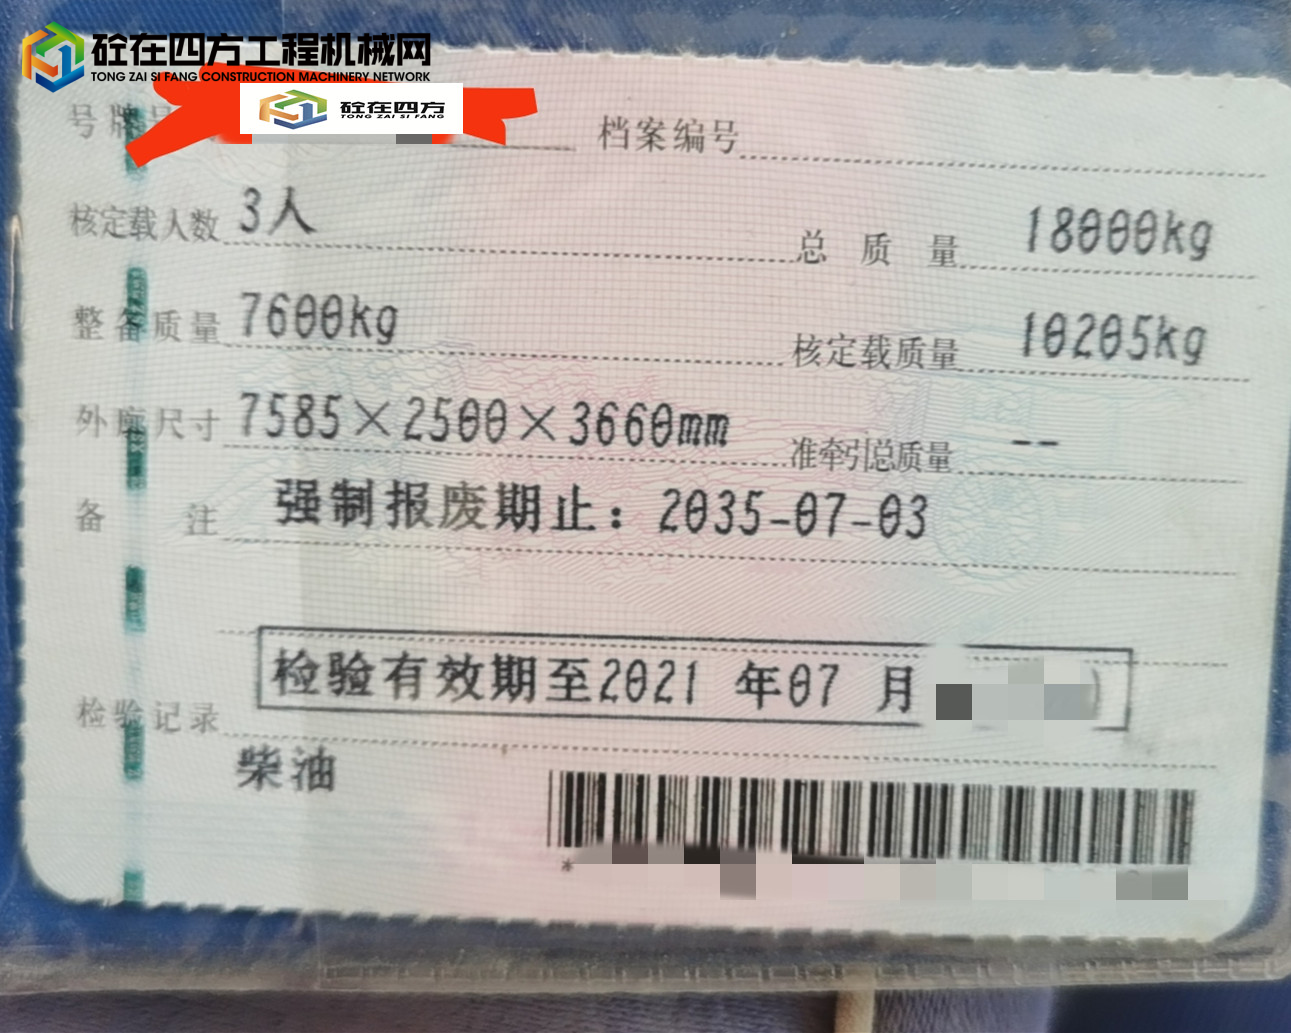 砼在四方工程机械网
TONG ZAI SI FANG CONSTRUCTION MACHINERY NETWORK
砼在四方
TONG ZAI SI FANG
号牌号
档案编号
核定载人数 3人
总质量 18000kg
整备质量 7600kg
核定载质量 10205kg
外廓尺寸 7585×2500×3660mm
准牵引总质量 --
备注 强制报废期止：2035-07-03
检验有效期至2021 年07 月
检验记录
柴油
*